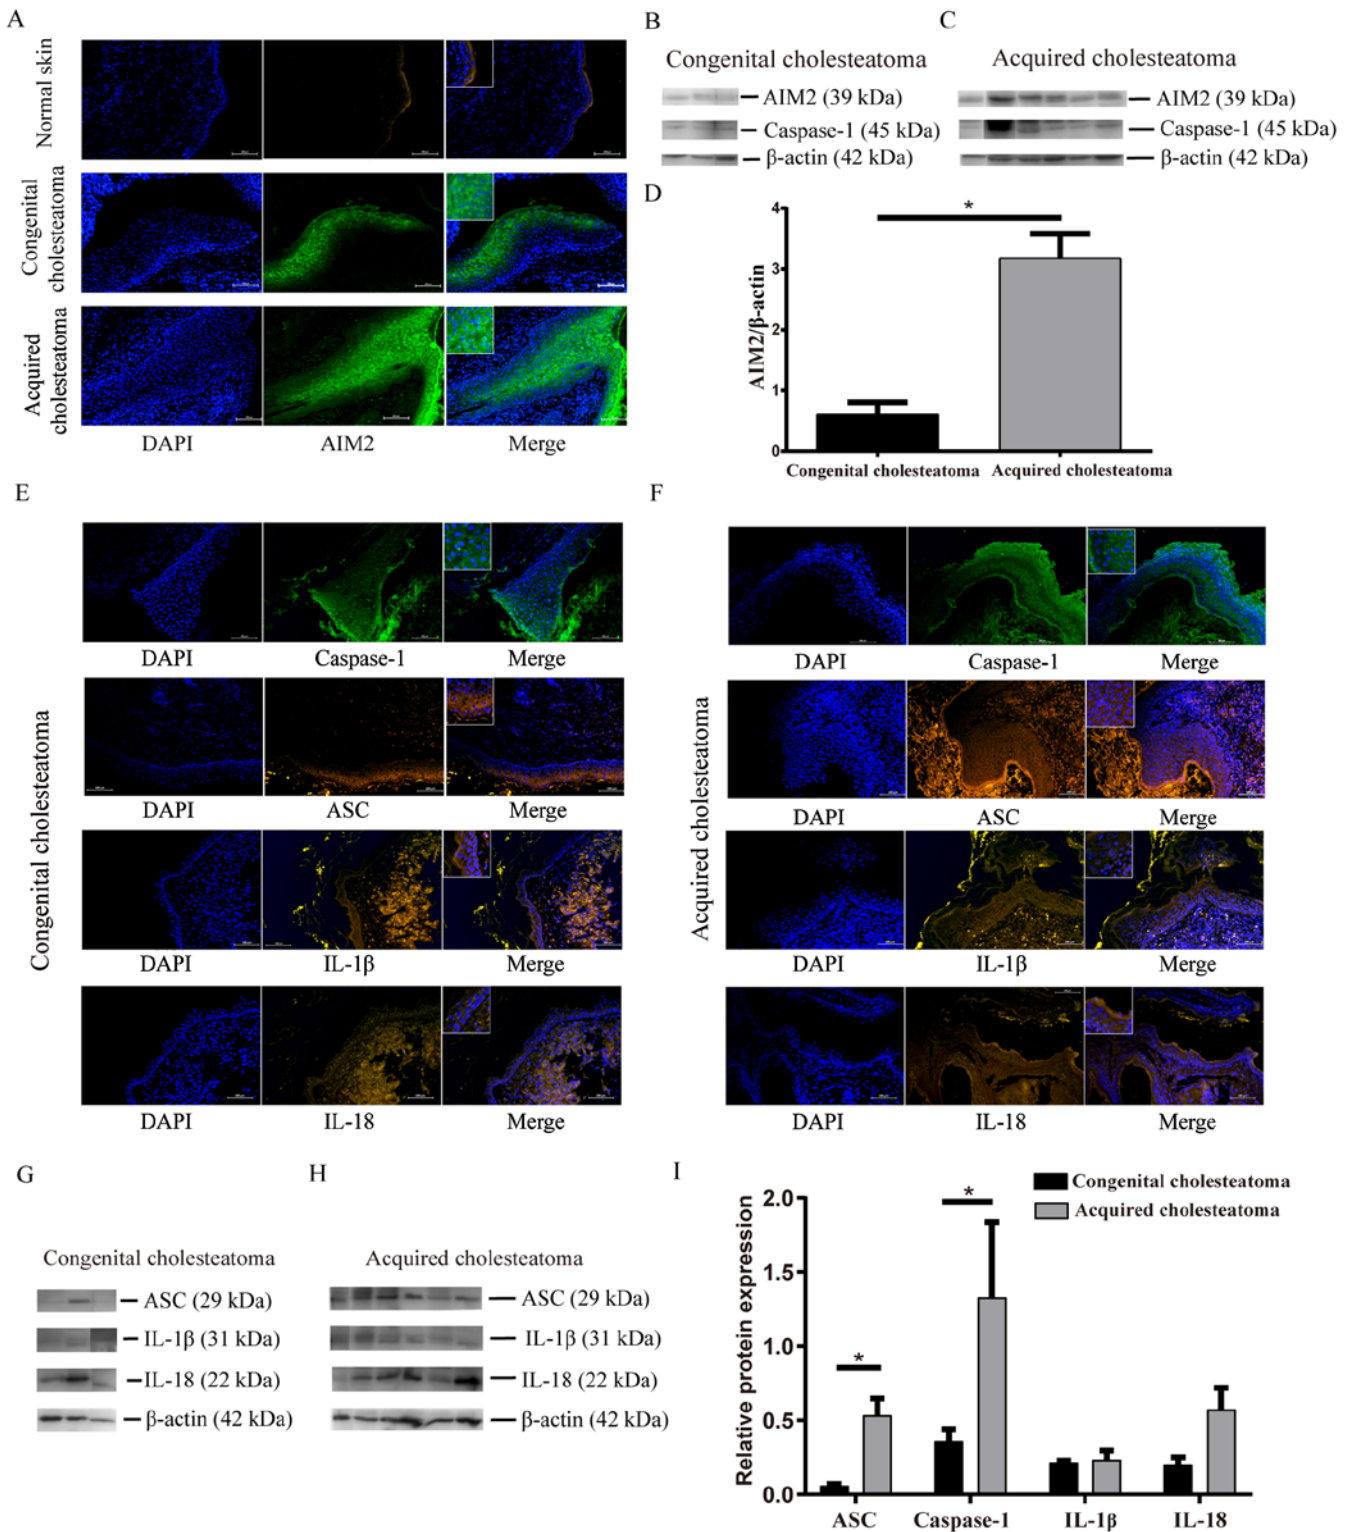 A
Normal skin
Congenital
cholesteatoma
Acquired
cholesteatoma
DAPI
AIM2
Merge
B
Congenital cholesteatoma
AIM2 (39 kDa)
Caspase-1 (45 kDa)
β-actin (42 kDa)
C
Acquired cholesteatoma
AIM2 (39 kDa)
Caspase-1 (45 kDa)
β-actin (42 kDa)
D
AIM2/β-actin
4
3
2
1
0
*
Congenital cholesteatoma
Acquired cholesteatoma
E
Congenital cholesteatoma
DAPI
Caspase-1
Merge
DAPI
ASC
Merge
DAPI
IL-1β
Merge
DAPI
IL-18
Merge
F
Acquired cholesteatoma
DAPI
Caspase-1
Merge
DAPI
ASC
Merge
DAPI
IL-1β
Merge
DAPI
IL-18
Merge
G
Congenital cholesteatoma
ASC (29 kDa)
IL-1β (31 kDa)
IL-18 (22 kDa)
β-actin (42 kDa)
H
Acquired cholesteatoma
ASC (29 kDa)
IL-1β (31 kDa)
IL-18 (22 kDa)
β-actin (42 kDa)
I
Congenital cholesteatoma
Acquired cholesteatoma
Relative protein expression
2.0
1.5
1.0
0.5
0.0
*
*
ASC
Caspase-1
IL-1β
IL-18